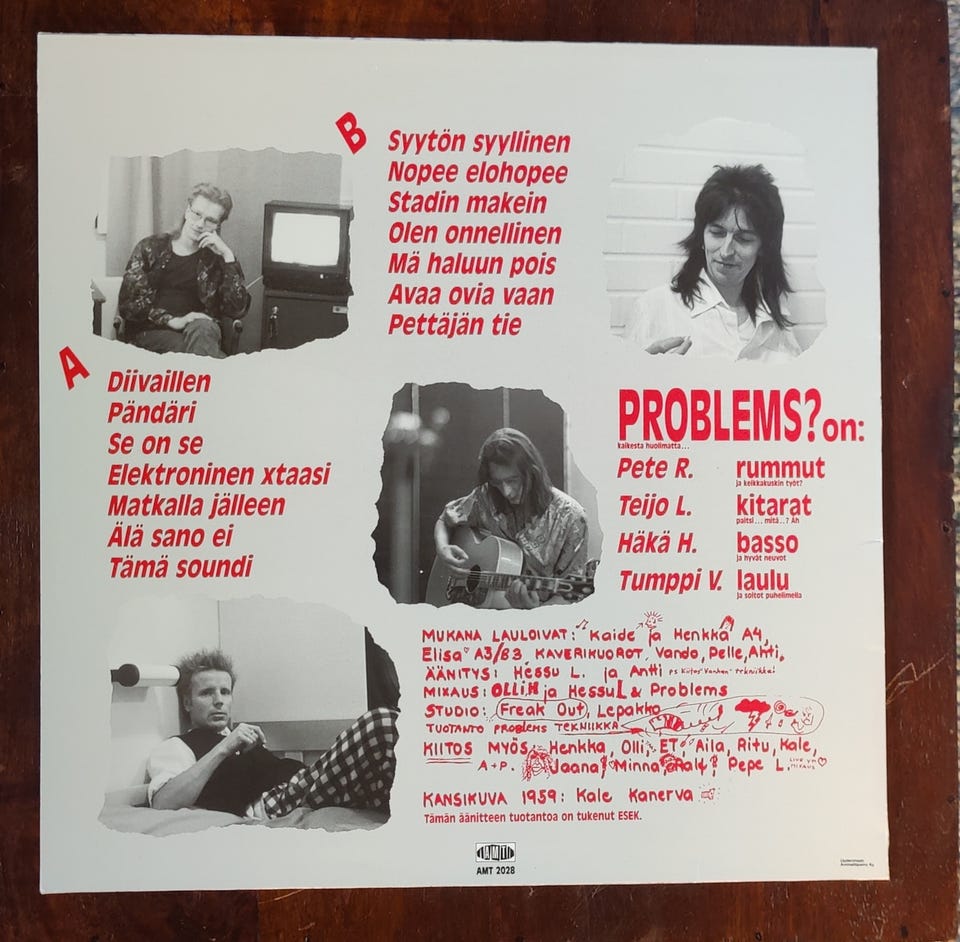 B
Syytön syyllinen
Nopee elohopee
Stadin makein
Olen onnellinen
Mä haluun pois
Avaa ovia vaan
Pettäjän tie
A
Diivaillen
Pändäri
Se on se
Elektroninen xtaasi
Matkalla jälleen
Älä sano ei
Tämä soundi
PROBLEMS? on:
kaikesta huolimatta...
Pete R. rummut
ja keikkakuskin työt?
Teijo L. kitarat
paitsi... mitä..? Äh
Häkä H. basso
ja hyvät neuvot
Tumppi V. laulu
ja soitot puhelimella
MUKANA LAULOIVAT: Kaide ja Henkka A4,
Elisa A3/83 KAVERIKUOROT. Vando, Pelle, Ahti.
ÄÄNITYS: Hessu L. ja Antti
MIXAUS: OLLI.H ja Hessu L & Problems
STUDIO: Freak Out, Lepakko
TUOTANTO PROBLEMS TEKNIIKKA
KIITOS MYÖS Henkka, Olli, ET, Aila, Ritu, Kale,
A+P. Jaana Minna Raly Pepe L.
KANSIKUVA 1959: Kale Kanerva
Tämän äänitteen tuotantoa on tukenut ESEK.
AMT
AMT 2028